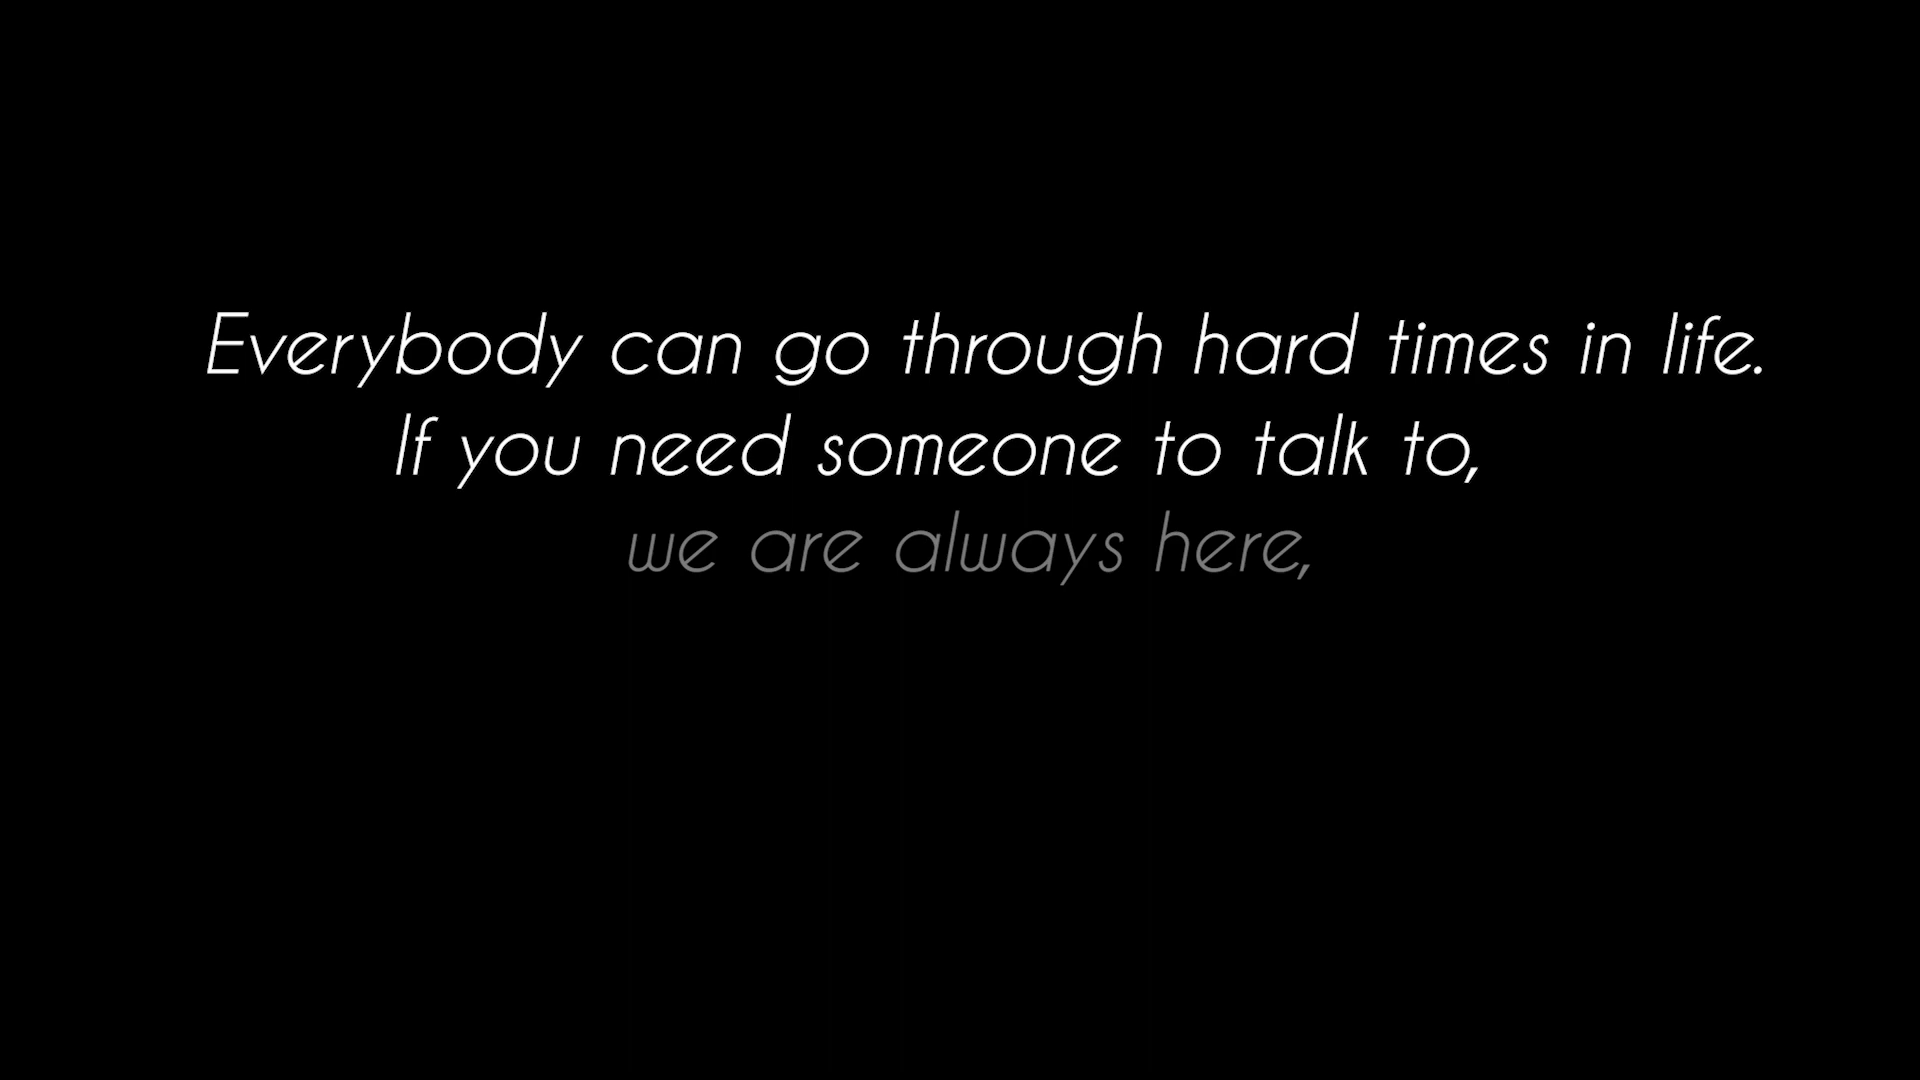 Everybody can go through hard times in life.
If you need someone to talk to,
we are always here,